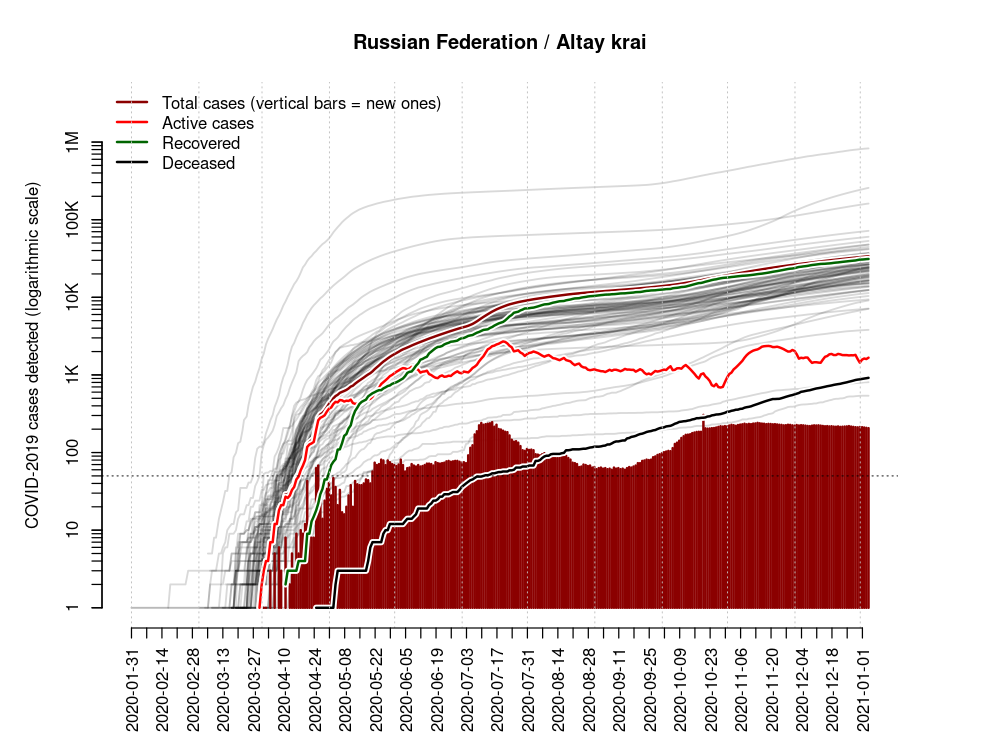 Russian Federation / Altay krai
Total cases (vertical bars = new ones)
Active cases
Recovered
Deceased
COVID-2019 cases detected (logarithmic scale)
1M
100K
10K
1K
100
10
1
2020-01-31
2020-02-14
2020-02-28
2020-03-13
2020-03-27
2020-04-10
2020-04-24
2020-05-08
2020-05-22
2020-06-05
2020-06-19
2020-07-03
2020-07-17
2020-07-31
2020-08-14
2020-08-28
2020-09-11
2020-09-25
2020-10-09
2020-10-23
2020-11-06
2020-11-20
2020-12-04
2020-12-18
2021-01-01